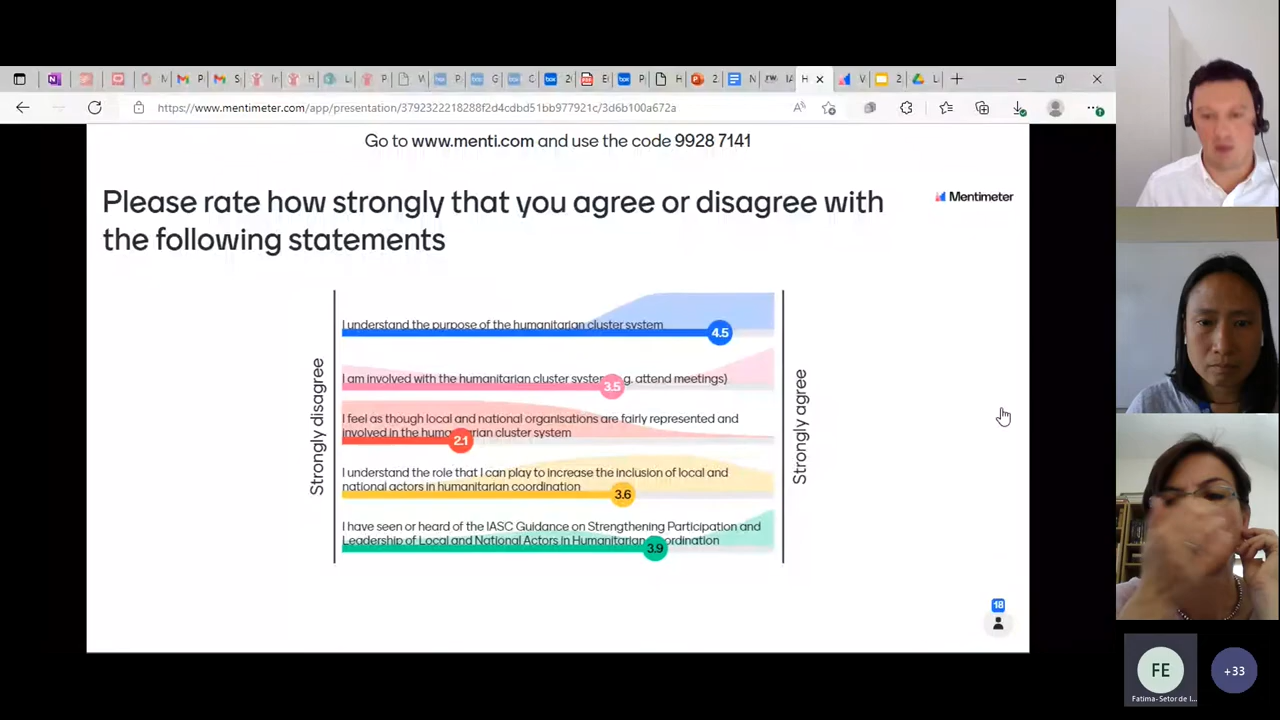 https://www.mentimeter.com/app/presentation/3792322218288f2d4cdbd51bb977921c/3d6b100a672a
Go to www.menti.com and use the code 9928 7141
Please rate how strongly that you agree or disagree with
the following statements
Mentimeter
Strongly disagree
I understand the purpose of the humanitarian cluster system
4.5
I am involved with the humanitarian cluster g. attend meetings)
3.5
I feel as though local and national organisations are fairly represented and
involved in the cluster system
2.1
I understand the role that I can play to increase the inclusion of local and
national actors in humanitarian coordination
3.6
I have seen or heard of the IASC Guidance on Strengthening Participation and
Leadership of Local and National Actors in Humanitarian
3.9
Strongly agree
18
FE
Fatima-Setor de I...
+33